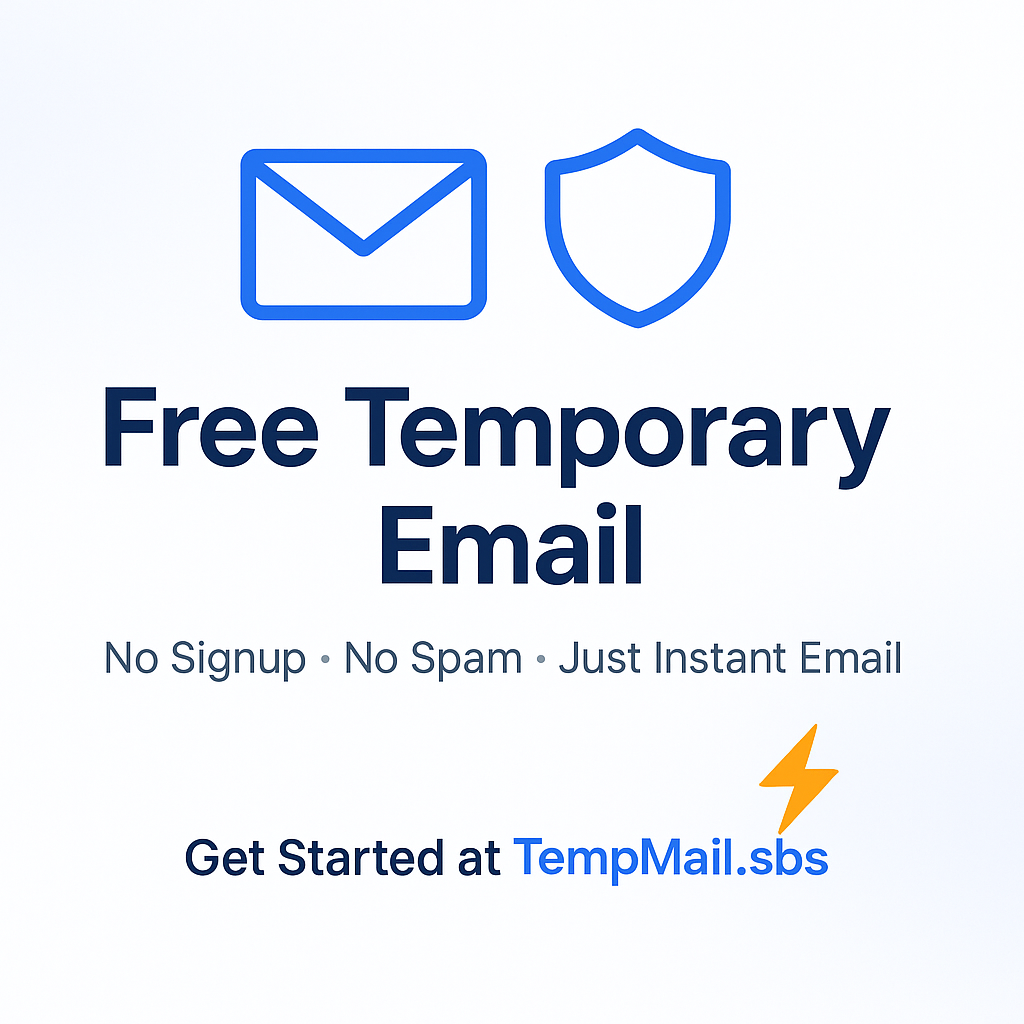 Free Temporary
Email
No Signup • No Spam • Just Instant Email
Get Started at TempMail.sbs